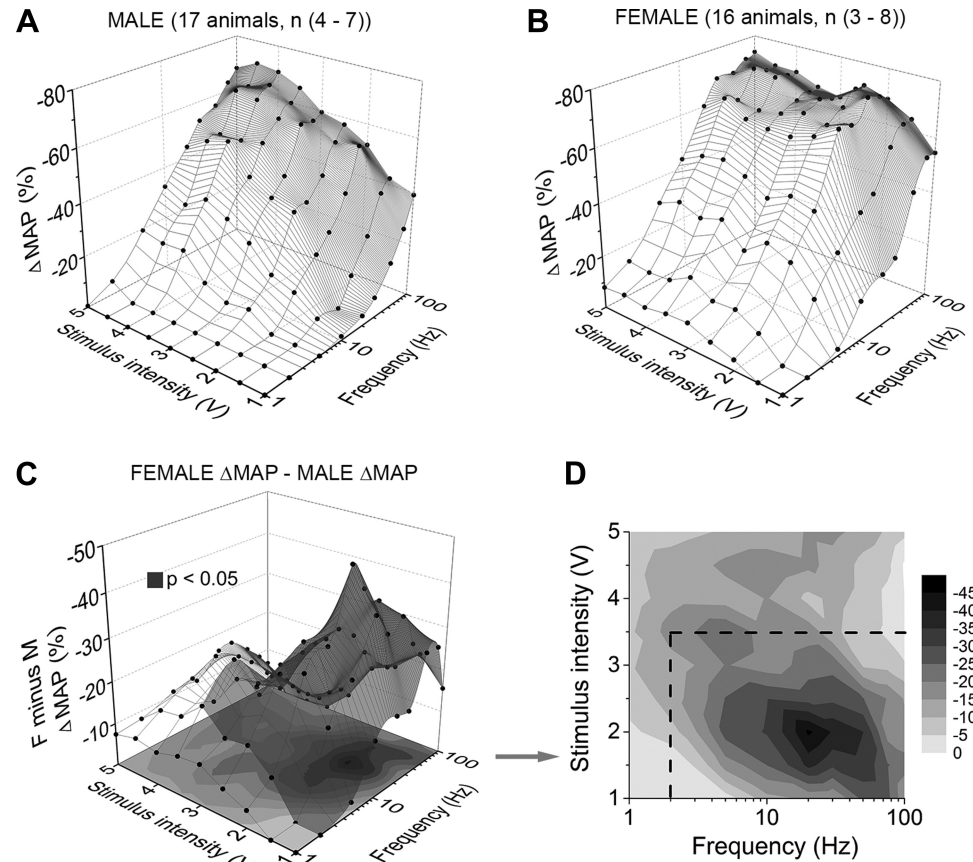 A
MALE (17 animals, n (4 - 7))
-80
-60
-40
-20
ΔMAP (%)
5
4
3
2
1
Stimulus intensity (V)
1
10
100
Frequency (Hz)
B
FEMALE (16 animals, n (3 - 8))
-80
-60
-40
-20
ΔMAP (%)
5
4
3
2
1
Stimulus intensity (V)
1
10
100
Frequency (Hz)
C
FEMALE ΔMAP - MALE ΔMAP
p < 0.05
-50
-40
-30
-20
-10
F minus M
ΔMAP (%)
5
4
3
2
1
Stimulus intensity (V)
1
10
100
Frequency (Hz)
D
5
4
3
2
1
Stimulus intensity (V)
1
10
100
Frequency (Hz)
-45
-40
-35
-30
-25
-20
-15
-10
-5
0